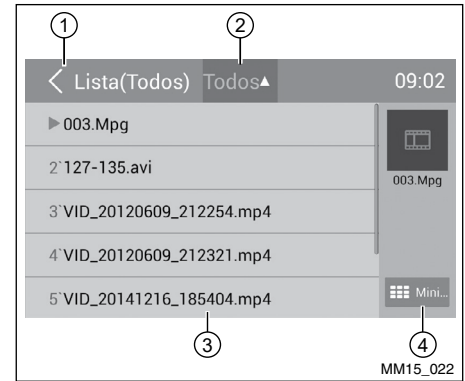 1
2
Lista(Todos) Todos▲ 09:02
▶003.Mpg
2`127-135.avi
003.Mpg
3`VID_20120609_212254.mp4
4`VID_20120609_212321.mp4
5`VID_20141216_185404.mp4
Mini...
3
4
MM15_022